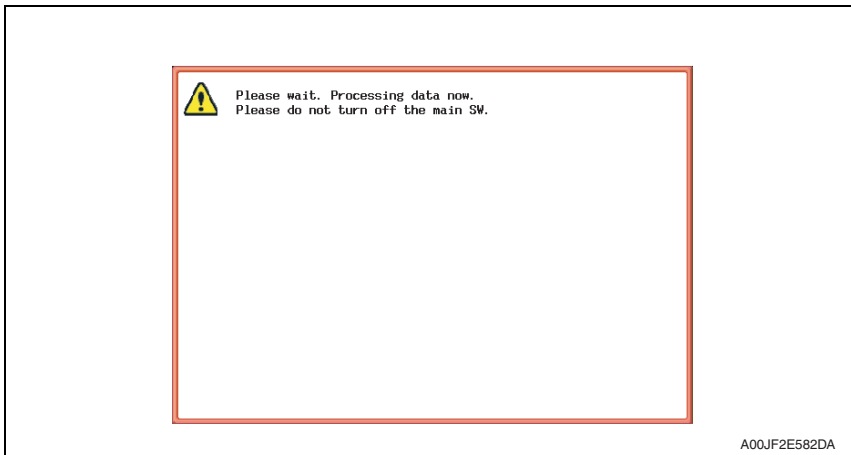 Please wait. Processing data now.
Please do not turn off the main SW.
A00JF2E582DA